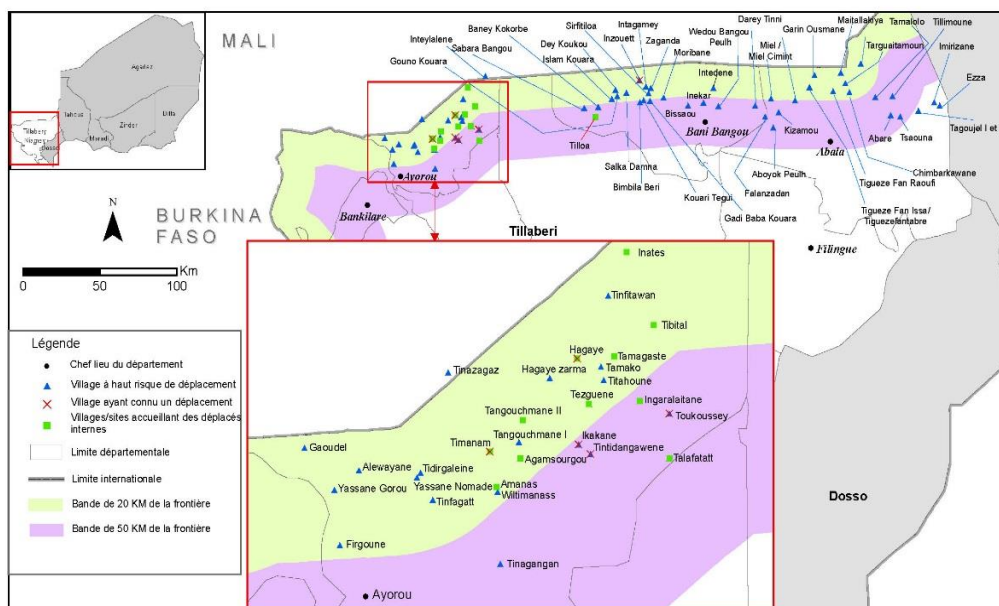 MALI
BURKINA
FASO
Agadez
Tahoua
Zinder
Diffa
Maradi
Dosso
N
Km
0 50 100
Légende
Chef lieu du département
Village à haut risque de déplacement
Village ayant connu un déplacement
Villages/sites accueillant des déplacés
internes
Limite départementale
Limite internationale
Bande de 20 KM de la frontière
Bande de 50 KM de la frontière
Inteylalene
Gouno Kouara
Sabara Bangou
Baney Kokorbe
Islam Kouara
Dey Koukou
Sirfitiloa
Inzouett
Intagamey
Zaganda
Moribane
Wedou Bangou
Peulh
Intedene
Inekar
Bissaou
Darey Tinni
Miel /
Miel Cimint
Garin Ousmane
Maitallakiya
Targuaitamoun
Tamalolo
Tillimoune
Imirizane
Ezza
Tagoujel I et
Tsaouna
Abare
Chimbarkawane
Tigueze Fan Raoufi
Tigueze Fan Issa/
Kizamou
Aboyok Peulh
Falanzadan
Gadi Baba Kouara
Kouari Tegui
Bimbila Beri
Salka Damna
Tilloa
Bani Bangou
Abala
Filingue
Ayorou
Bankilare
Tillaberi
Dosso
Inates
Tinfitawan
Tibital
Hagaye
Tamagaste
Tinazagaz
Hagaye zarma
Tamako
Titahoune
Tezguene
Ingaralaitane
Toukoussey
Tangouchmane II
Gaoudel
Timanam
Tangouchmane I
Ikakane
Tintidangawene
Alewayane
Tidirgaleine
Agamsourgou
Talafatatt
Yassane Gorou
Yassane Nomade
Amanas
Wiltimanass
Tinfagatt
Firgoune
Tinagangan
Ayorou